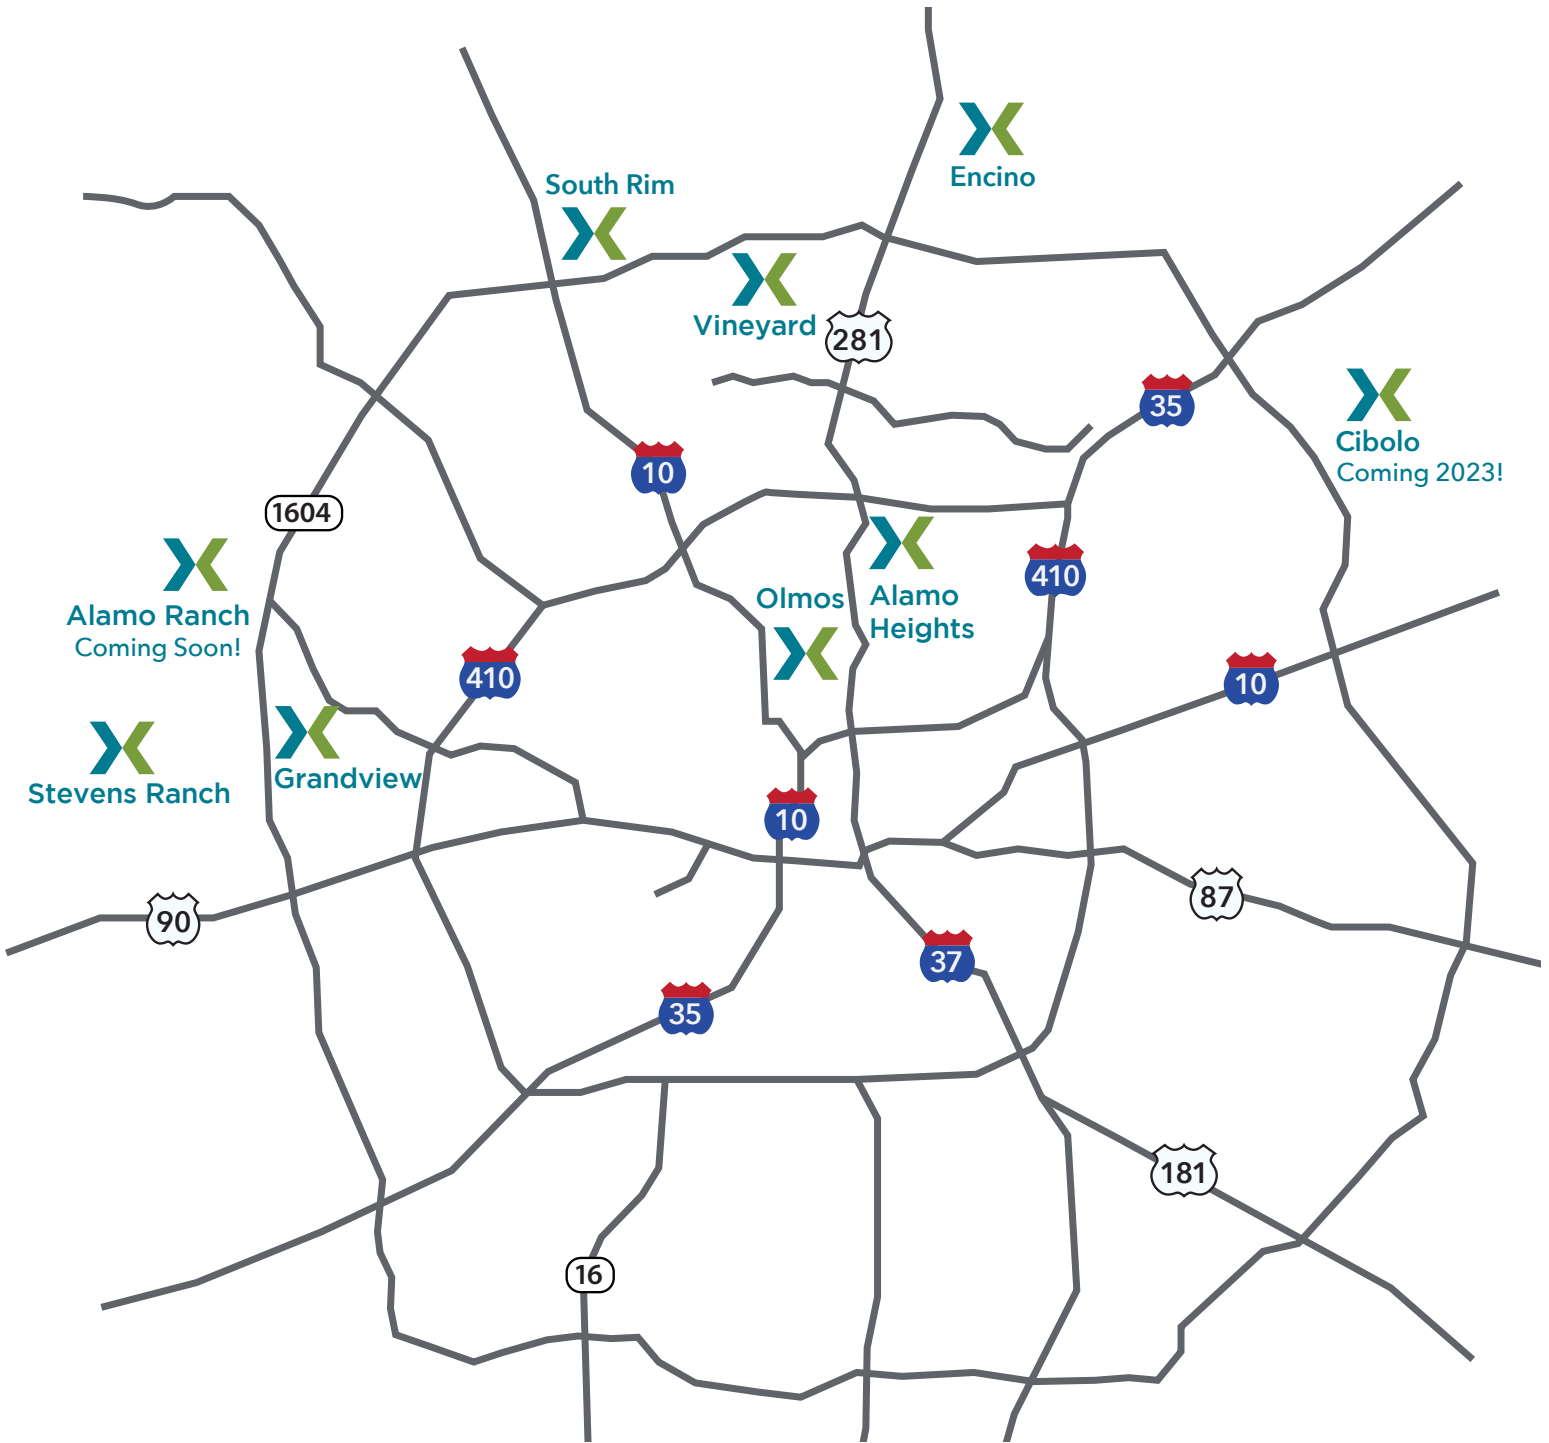 Encino
South Rim
Vineyard
281
35
10
Cibolo
Coming 2023!
1604
410
Alamo Ranch
Coming Soon!
Olmos
Alamo
Heights
410
10
Stevens Ranch
Grandview
10
90
87
37
35
181
16